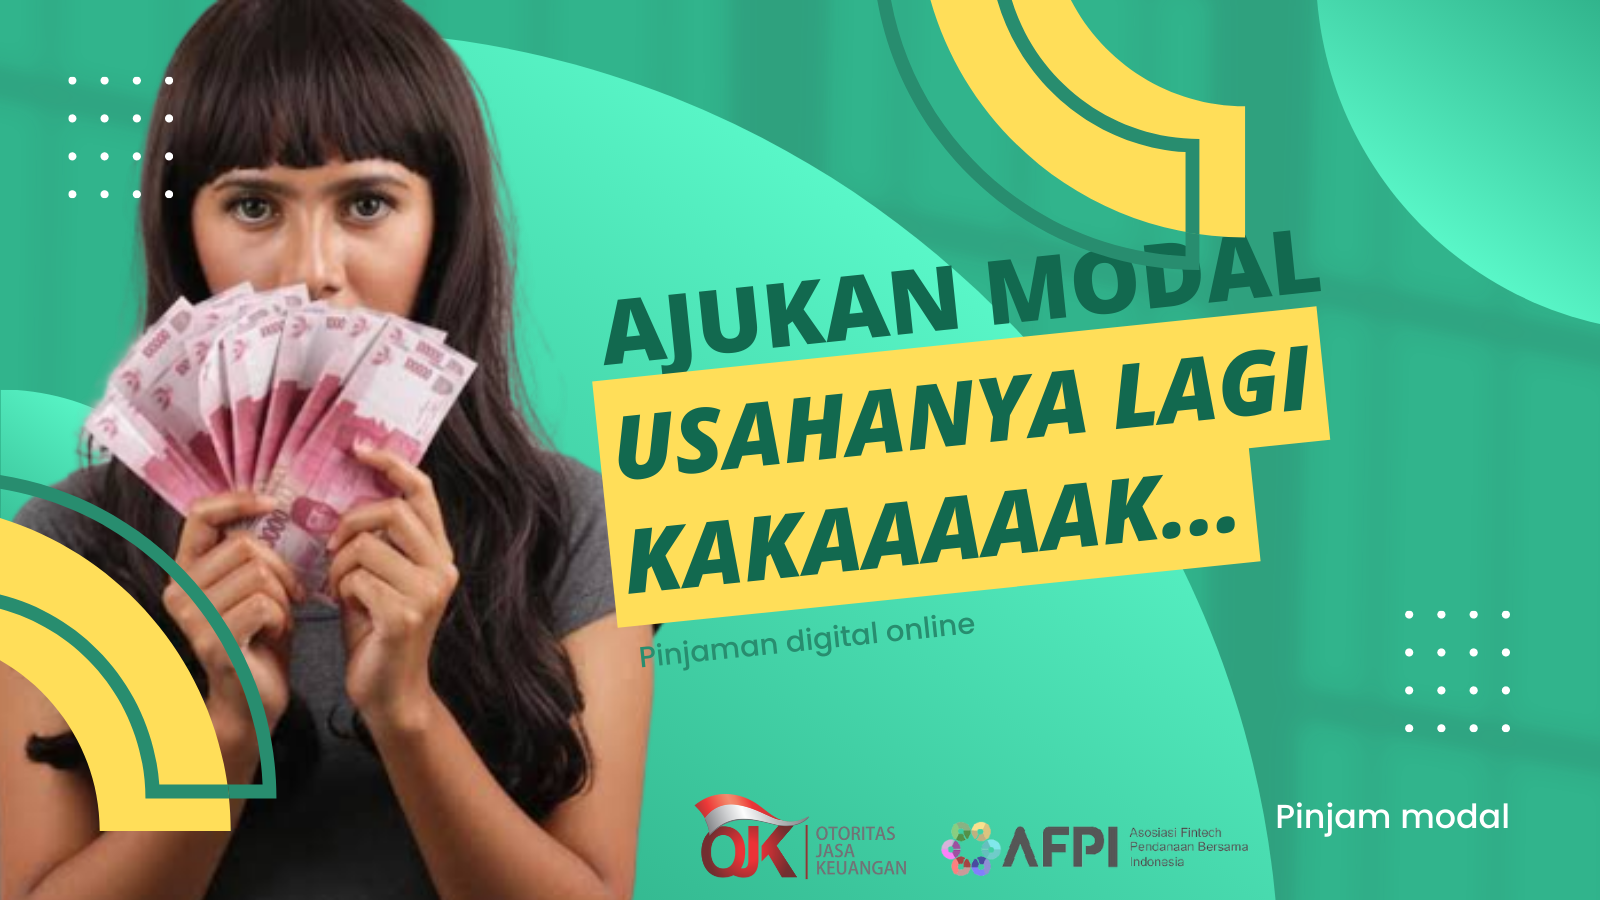 AJUKAN MODAL
USAHANYA LAGI
KAKAAAAAK...
Pinjaman digital online
OJK
OTORITAS
JASA
KEUANGAN
AFPI
Asosiasi Fintech
Pendanaan Bersama
Indonesia
Pinjam modal